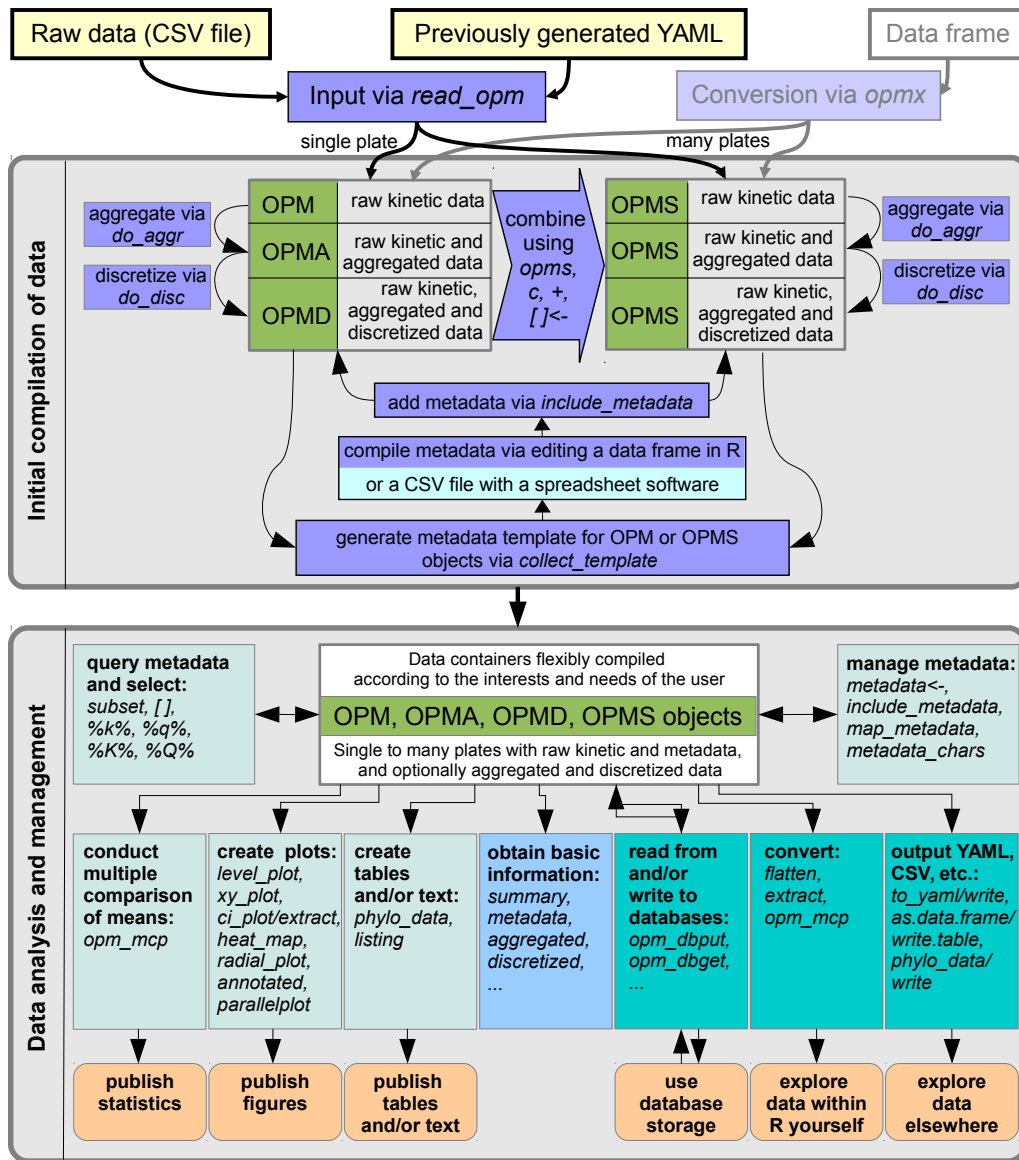 Raw data (CSV file)
Previously generated YAML
Data frame
Input via read_opm
Conversion via opmx
single plate
many plates
Initial compilation of data
aggregate via
do_aggr
discretize via
do_disc
OPM
raw kinetic data
OPMA
raw kinetic and
aggregated data
OPMD
raw kinetic,
aggregated and
discretized data
combine
using
opms,
c, +,
[ ]<-
OPMS
raw kinetic data
OPMS
raw kinetic and
aggregated data
OPMS
raw kinetic,
aggregated and
discretized data
aggregate via
do_aggr
discretize via
do_disc
add metadata via include_metadata
compile metadata via editing a data frame in R
or a CSV file with a spreadsheet software
generate metadata template for OPM or OPMS
objects via collect_template
Data analysis and management
query metadata
and select:
subset, [ ],
%k%, %q%,
%K%, %Q%
Data containers flexibly compiled
according to the interests and needs of the user
OPM, OPMA, OPMD, OPMS objects
Single to many plates with raw kinetic and metadata,
and optionally aggregated and discretized data
manage metadata:
metadata<-,
include_metadata,
map_metadata,
metadata_chars
conduct
multiple
comparison
of means:
opm_mcp
create plots:
level_plot,
xy_plot,
ci_plot/extract,
heat_map,
radial_plot,
annotated,
parallelplot
create
tables
and/or text:
phylo_data,
listing
obtain basic
information:
summary,
metadata,
aggregated,
discretized,
...
read from
and/or
write to
databases:
opm_dbput,
opm_dbget,
...
convert:
flatten,
extract,
opm_mcp
output YAML,
CSV, etc.:
to_yaml/write,
as.data.frame/
write.table,
phylo_data/
write
publish
statistics
publish
figures
publish
tables
and/or text
use
database
storage
explore
data within
R yourself
explore
data
elsewhere